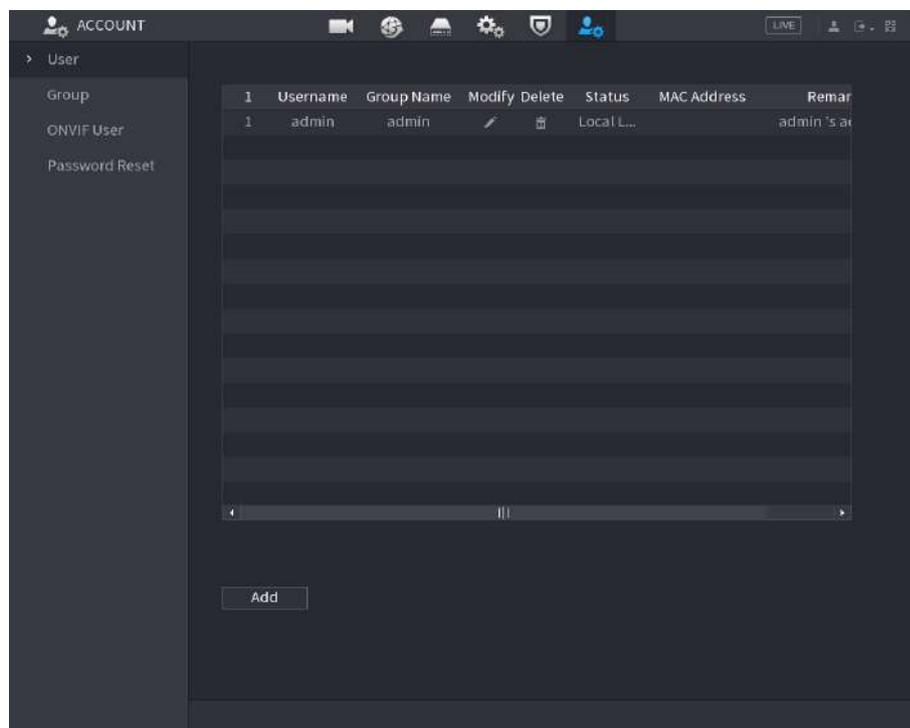 ACCOUNT LIVE
User
Group
ONVIF User
Password Reset
1 Username Group Name Modify Delete Status MAC Address Remar
1 admin admin Local L... admin 's a
Add